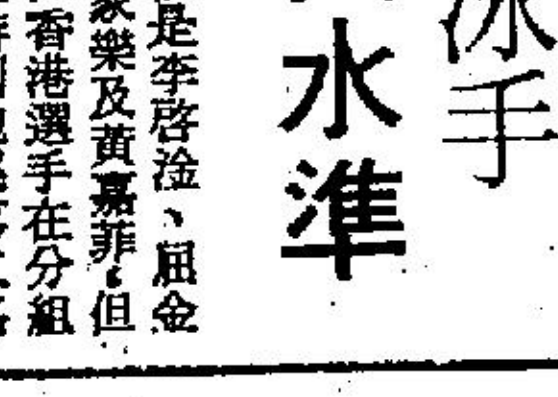 泳手
水準
是李啓淦、屈金
家樂及黃嘉菲,但
香港選手在分組